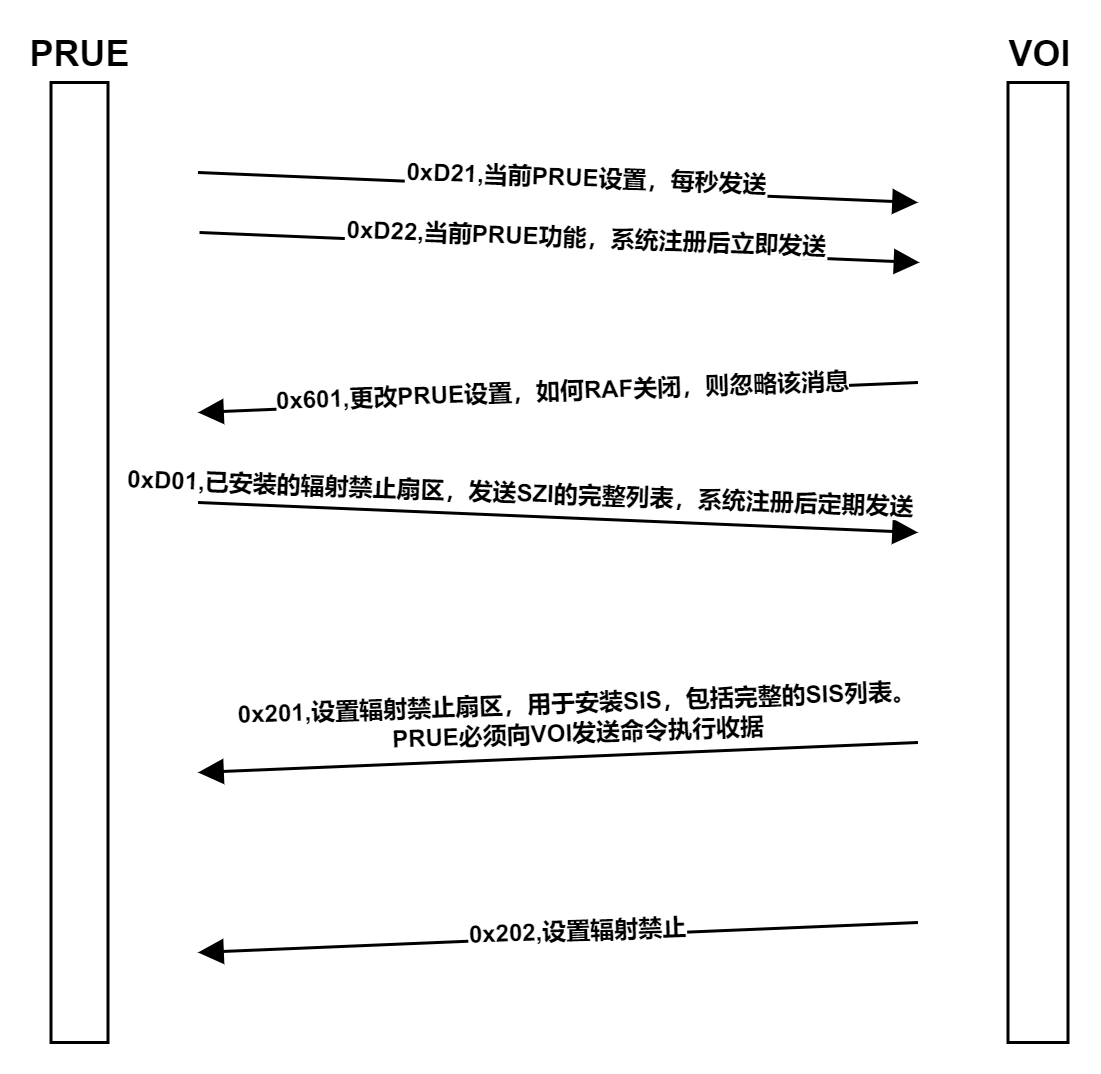 PRUE
VOI
0xD21,当前PRUE设置，每秒发送
0xD22,当前PRUE功能，系统注册后立即发送
0x601,更改PRUE设置，如何RAF关闭，则忽略该消息
0xD01,已安装的辐射禁止扇区，发送SZI的完整列表，系统注册后定期发送
0x201,设置辐射禁止扇区，用于安装SIS，包括完整的SIS列表。
PRUE必须向VOI发送命令执行收据
0x202,设置辐射禁止